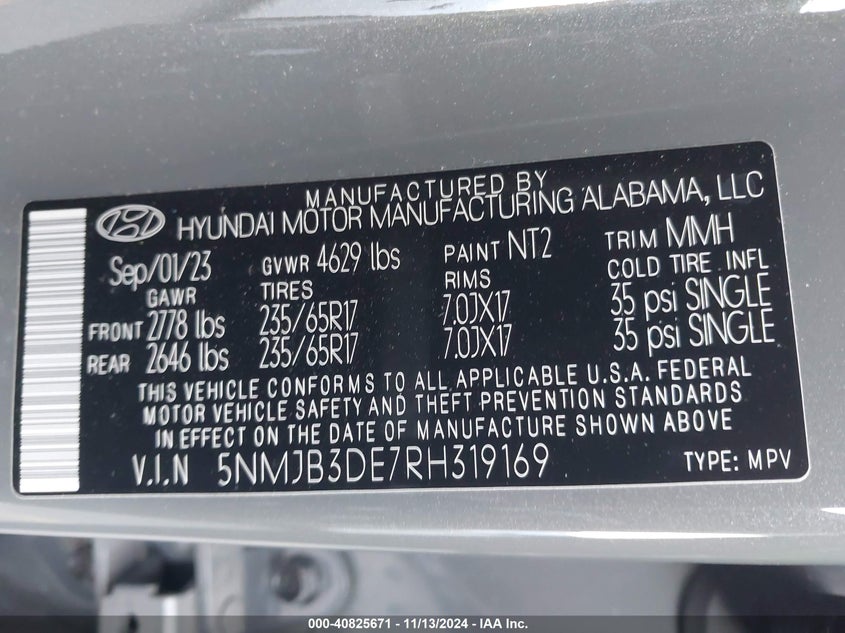 MANUFACTURED BY
HYUNDAI MOTOR MANUFACTURING ALABAMA, LLC
Sep/01/23 GVWR 4629 lbs PAINT NT2 TRIM MMH
GAWR TIRES RIMS COLD TIRE INFL
FRONT 2778 lbs 235/65R17 7.0JX17 35 psi SINGLE
REAR 2646 lbs 235/65R17 7.0JX17 35 psi SINGLE
THIS VEHICLE CONFORMS TO ALL APPLICABLE U.S.A. FEDERAL
MOTOR VEHICLE SAFETY AND THEFT PREVENTION STANDARDS
IN EFFECT ON THE DATE OF MANUFACTURE SHOWN ABOVE
V.I.N 5NMJB3DE7RH319169 TYPE: MPV
000-40825671 - 11/13/2024 - IAA Inc.